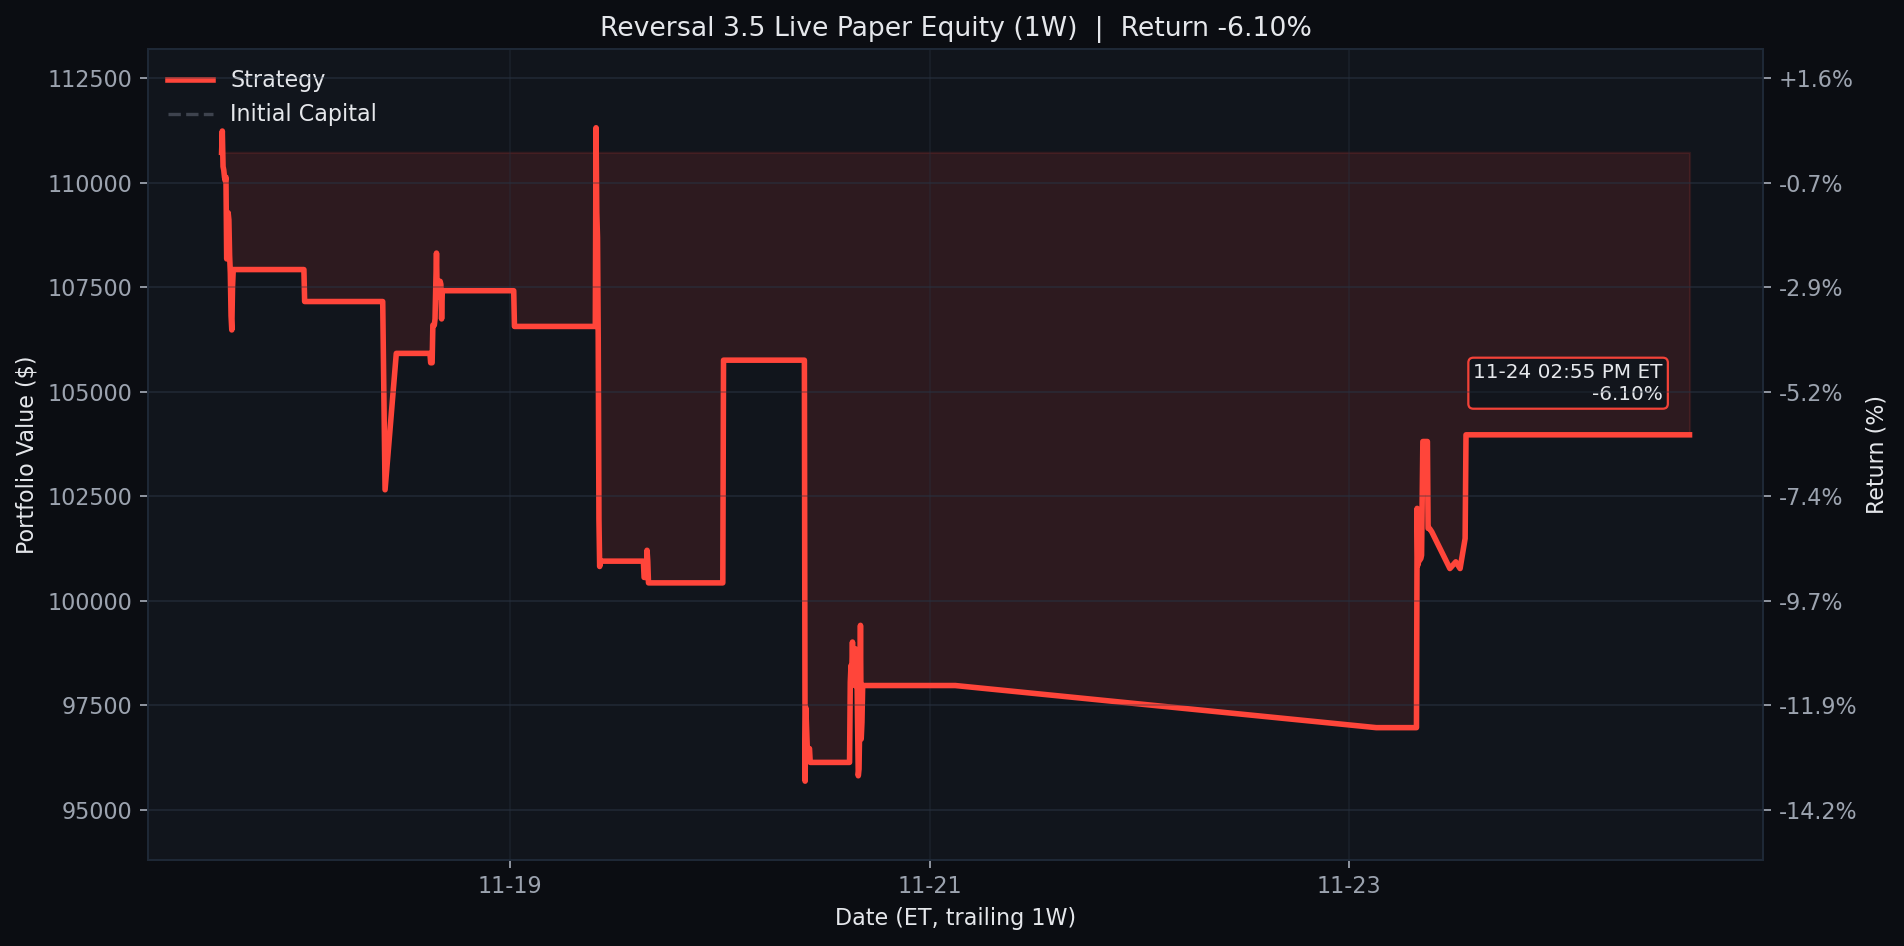 Reversal 3.5 Live Paper Equity (1W) | Return -6.10%
Strategy
Initial Capital
112500
110000
107500
105000
102500
100000
97500
95000
Portfolio Value ($)
+1.6%
-0.7%
-2.9%
-5.2%
-7.4%
-9.7%
-11.9%
-14.2%
Return (%)
11-24 02:55 PM ET
-6.10%
11-19
11-21
11-23
Date (ET, trailing 1W)